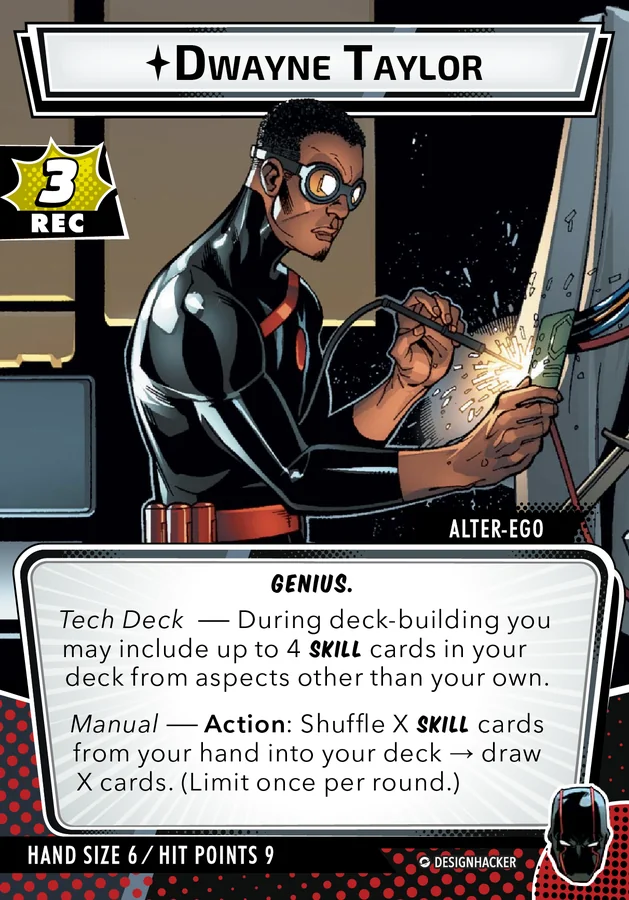 ✦Dwayne Taylor
3
REC
ALTER-EGO
GENIUS.
Tech Deck — During deck-building you
may include up to 4 SKILL cards in your
deck from aspects other than your own.
Manual — Action: Shuffle X SKILL cards
from your hand into your deck → draw
X cards. (Limit once per round.)
HAND SIZE 6 / HIT POINTS 9
DESIGNHACKER